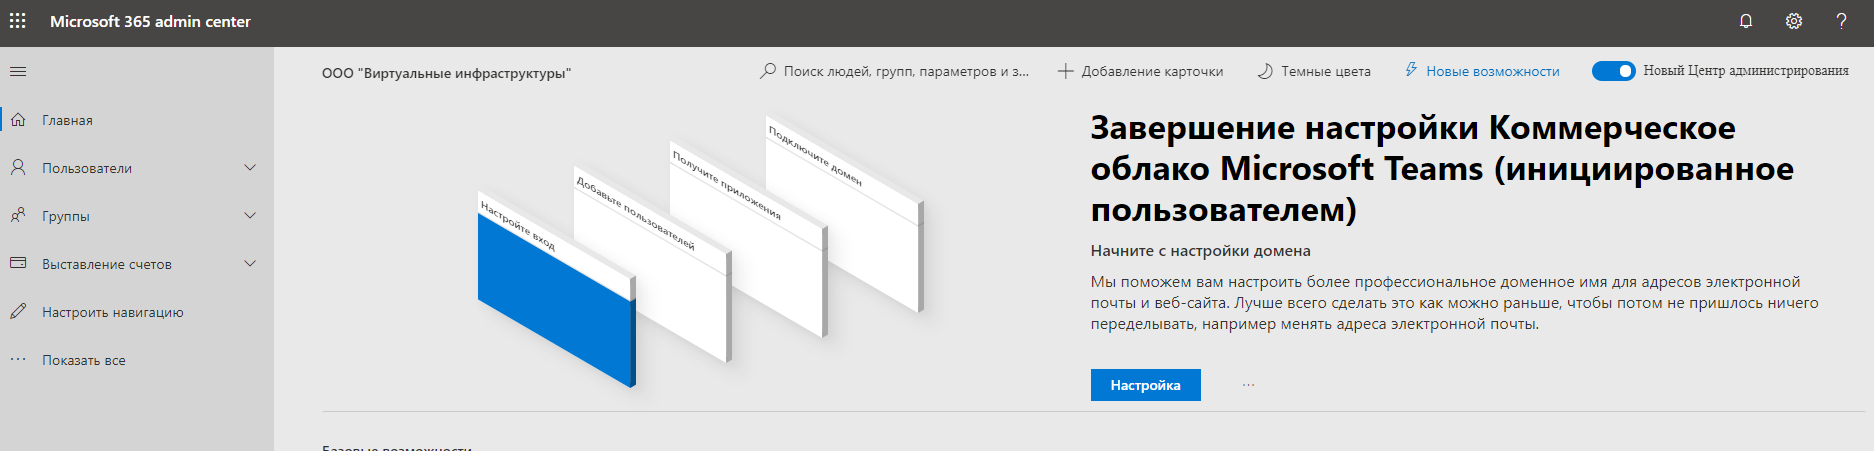 Microsoft 365 admin center
ООО "Виртуальные инфраструктуры"
Поиск людей, групп, параметров и з...
Добавление карточки
Темные цвета
Новые возможности
Новый Центр администрирования
Главная
Пользователи
Группы
Выставление счетов
Настроить навигацию
Показать все
Настройте вход
Добавьте пользователей
Получите приложения
Подключите домен
Завершение настройки Коммерческое
облако Microsoft Teams (инициированное
пользователем)
Начните с настройки домена
Мы поможем вам настроить более профессиональное доменное имя для адресов электронной
почты и веб-сайта. Лучше всего сделать это как можно раньше, чтобы потом не пришлось ничего
переделывать, например менять адреса электронной почты.
Настройка
Базовые возможности